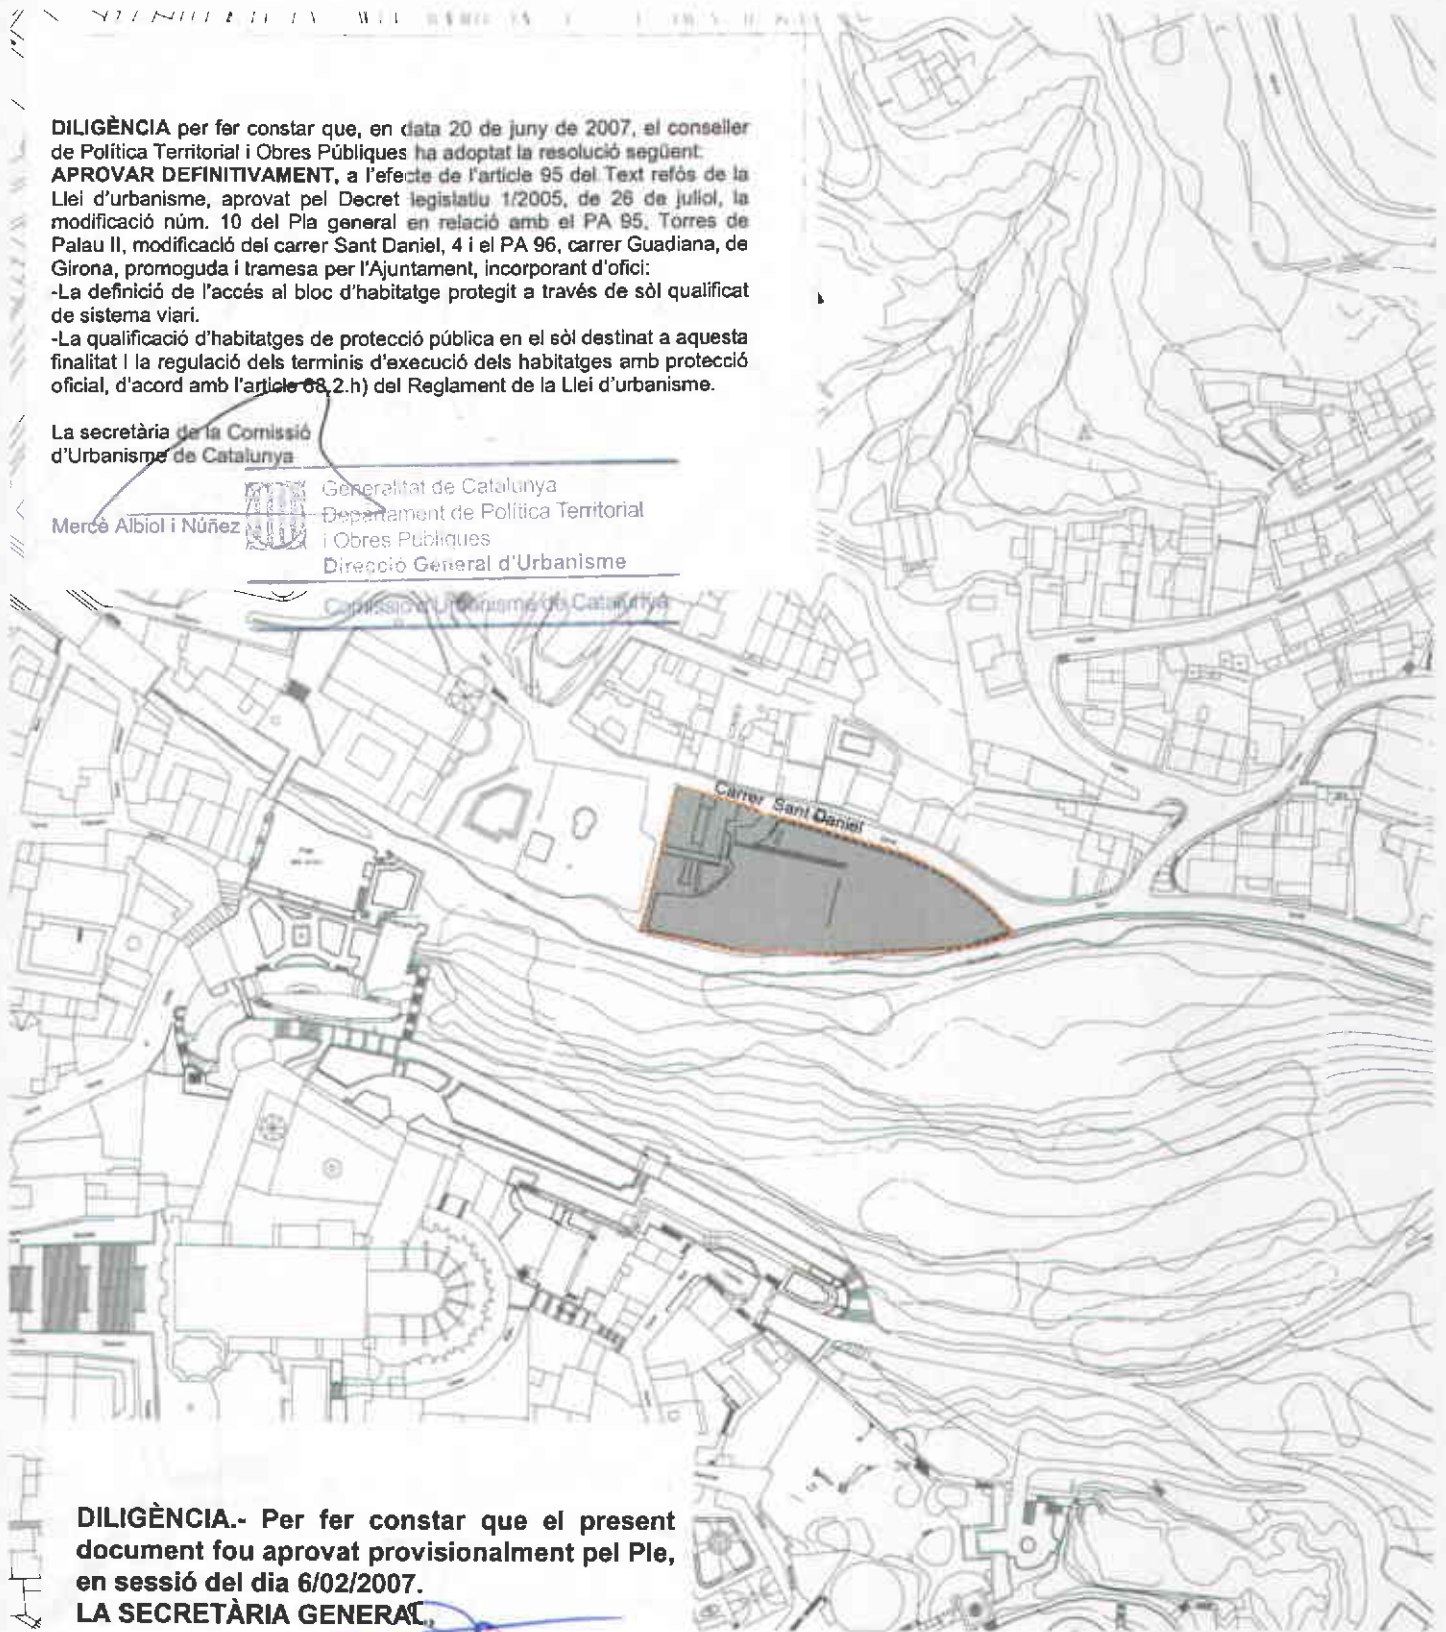 DILIGÈNCIA per fer constar que, en data 20 de juny de 2007, el conseller
de Política Territorial i Obres Públiques ha adoptat la resolució següent:
APROVAR DEFINITIVAMENT, a l'efecte de l'article 95 del Text refós de la
Llei d'urbanisme, aprovat pel Decret legislatiu 1/2005, de 26 de juliol, la
modificació núm. 10 del Pla general en relació amb el PA 95, Torres de
Palau II, modificació del carrer Sant Daniel, 4 i el PA 96, carrer Guadiana, de
Girona, promoguda i tramesa per l'Ajuntament, incorporant d'ofici:
-La definició de l'accés al bloc d'habitatge protegit a través de sòl qualificat
de sistema viari.
-La qualificació d'habitatges de protecció pública en el sòl destinat a aquesta
finalitat i la regulació dels terminis d'execució dels habitatges amb protecció
oficial, d'acord amb l'article 68,2.h) del Reglament de la Llei d'urbanisme.
La secretària de la Comissió
d'Urbanisme de Catalunya
Mercè Albiol i Núñez
Generalitat de Catalunya
Departament de Política Territorial
i Obres Públiques
Direcció General d'Urbanisme
Comissió d'Urbanisme de Catalunya
Carrer Sant Daniel
DILIGÈNCIA.- Per fer constar que el present
document fou aprovat provisionalment pel Ple,
en sessió del dia 6/02/2007.
LA SECRETÀRIA GENERAL,